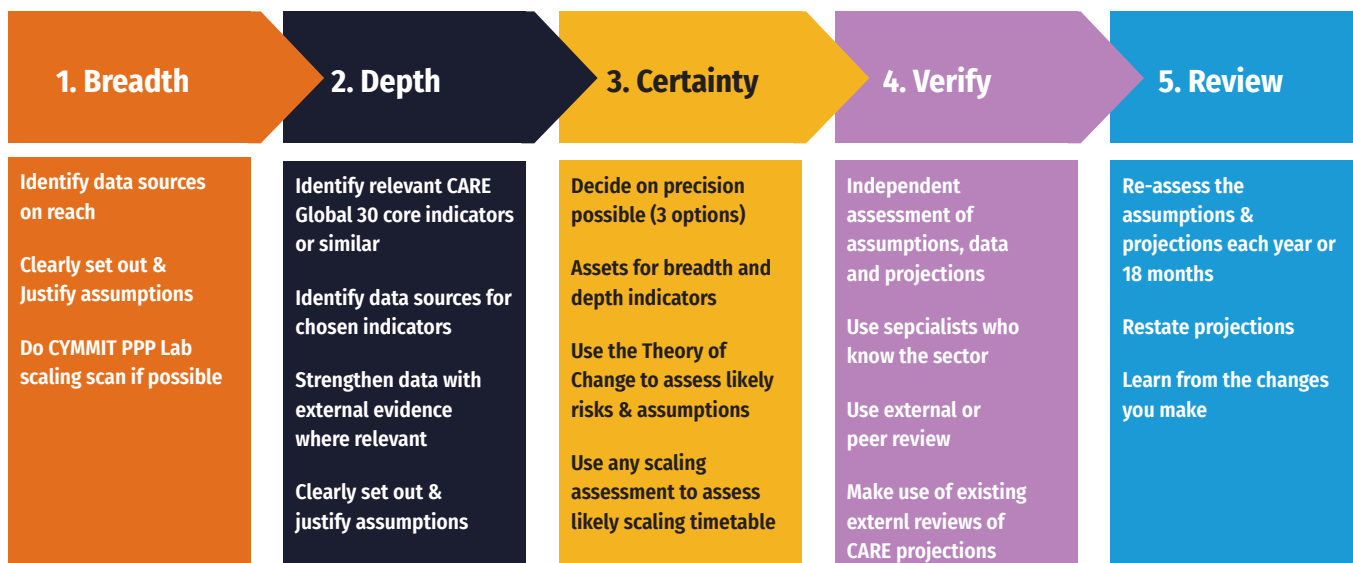 1. Breadth
2. Depth
3. Certainty
4. Verify
5. Review
Identify data sources
on reach
Clearly set out &
Justify assumptions
Do CYMMIT PPP Lab
scaling scan if possible
Identify relevant CARE
Global 30 core indicators
or similar
Identify data sources for
chosen indicators
Strengthen data with
external evidence
where relevant
Clearly set out &
justify assumptions
Decide on precision
possible (3 options)
Assets for breadth and
depth indicators
Use the Theory of
Change to assess likely
risks & assumptions
Use any scaling
assessment to assess
likely scaling timetable
Independent
assessment of
assumptions, data
and projections
Use sepcialists who
know the sector
Use external or
peer review
Make use of existing
externl reviews of
CARE projections
Re-assess the
assumptions &
projections each year or
18 months
Restate projections
Learn from the changes
you make